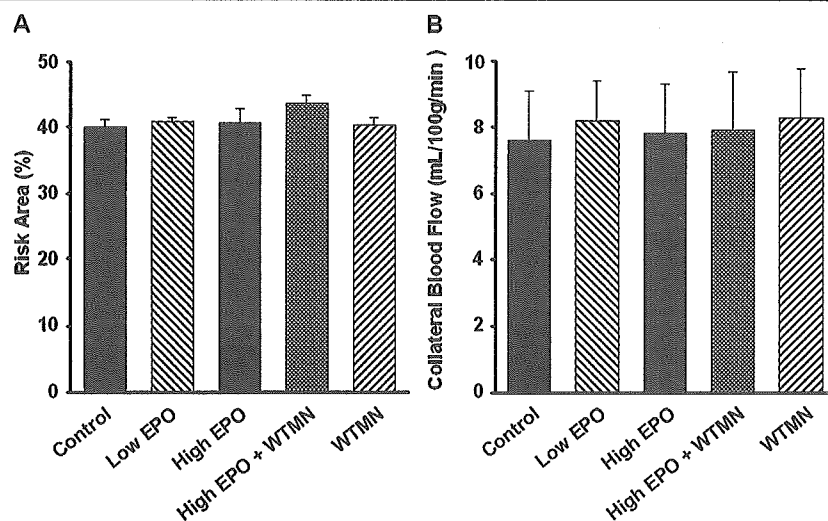 A
B
Risk Area (%)
50
40
30
20
10
0
Control
Low EPO
High EPO
High EPO + WTMN
WTMN
Collateral Blood Flow (mL/100g/min )
10
8
6
4
2
0
Control
Low EPO
High EPO
High EPO + WTMN
WTMN